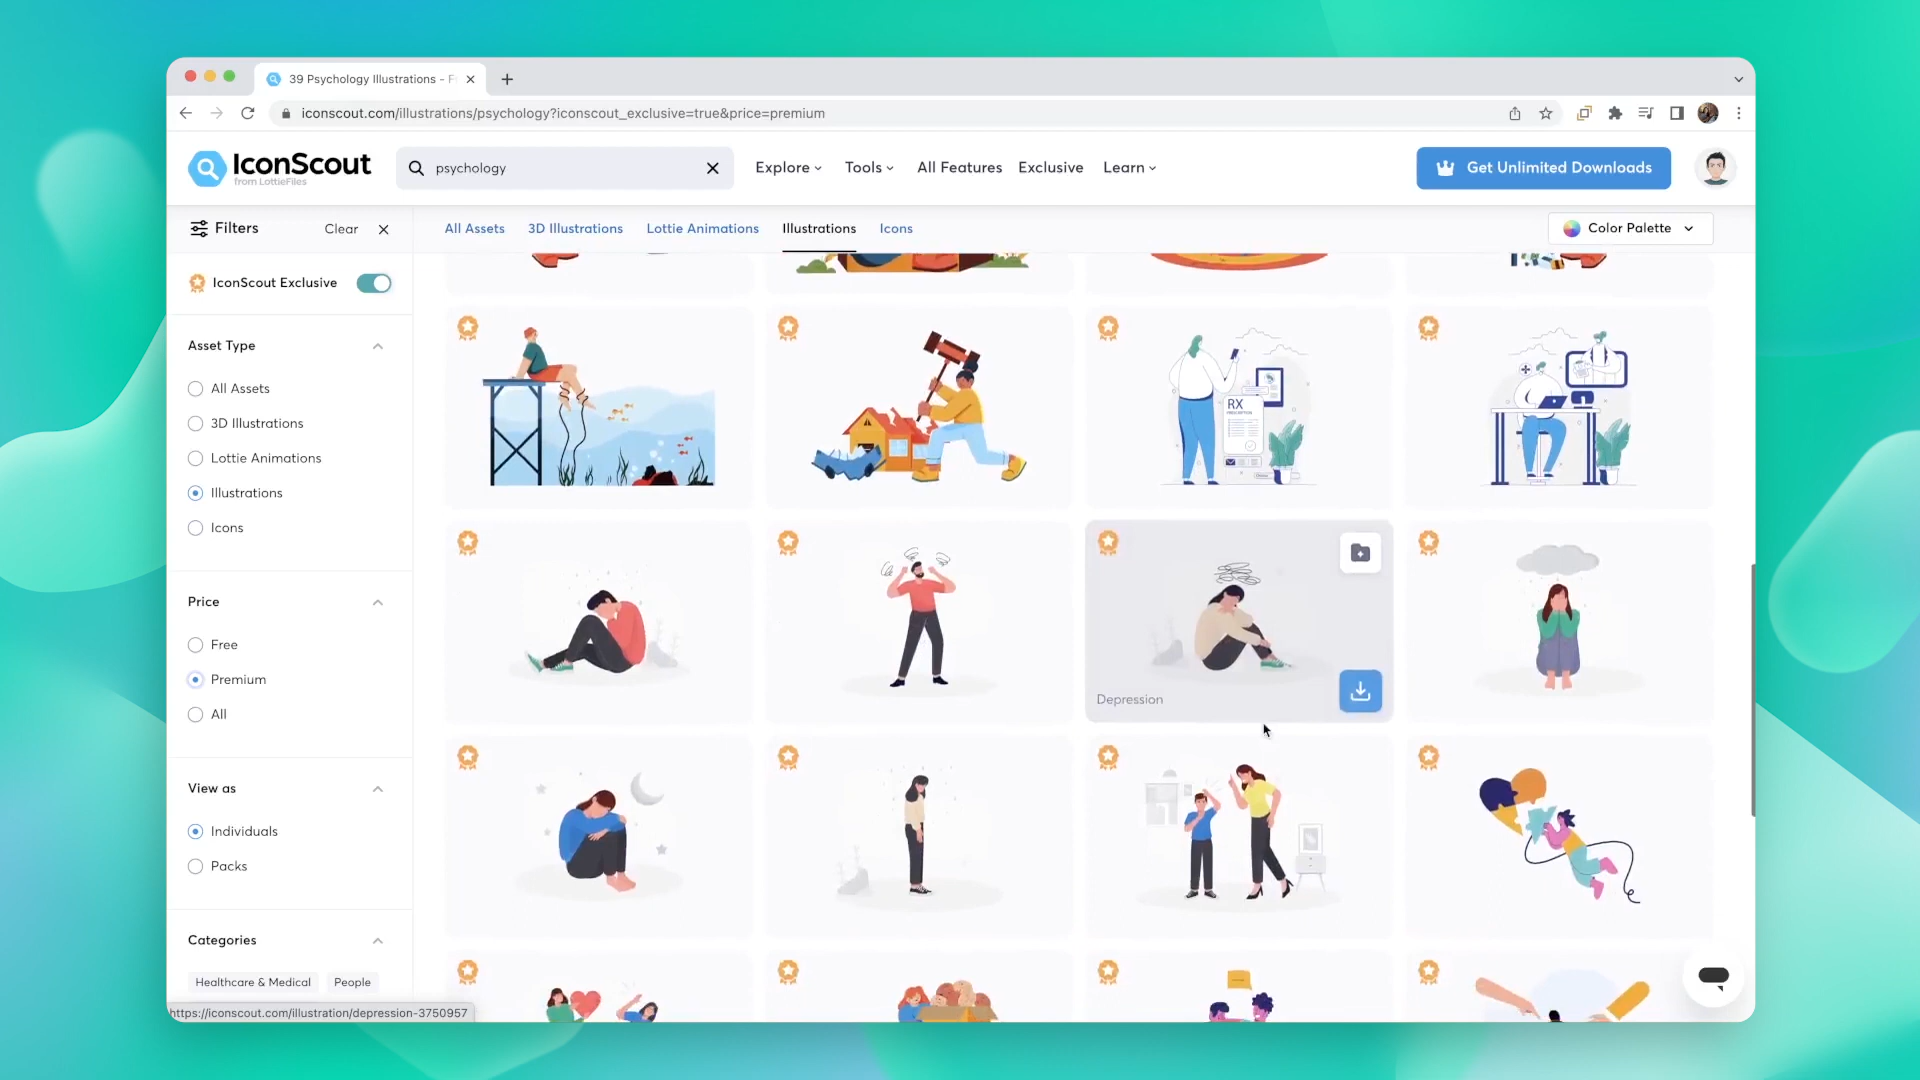 39 Psychology Illustrations - F
iconscout.com/illustrations/psychology?iconscout_exclusive=true&price=premium
IconScout
from LottieFiles
psychology
Explore
Tools
All Features
Exclusive
Learn
Get Unlimited Downloads
Filters
Clear
All Assets
3D Illustrations
Lottie Animations
Illustrations
Icons
Color Palette
IconScout Exclusive
Asset Type
All Assets
3D Illustrations
Lottie Animations
Illustrations
Icons
RX
PRESCRIPTION
Price
Free
Premium
All
Depression
View as
Individuals
Packs
Categories
Healthcare & Medical
People
https://iconscout.com/illustration/depression-3750957